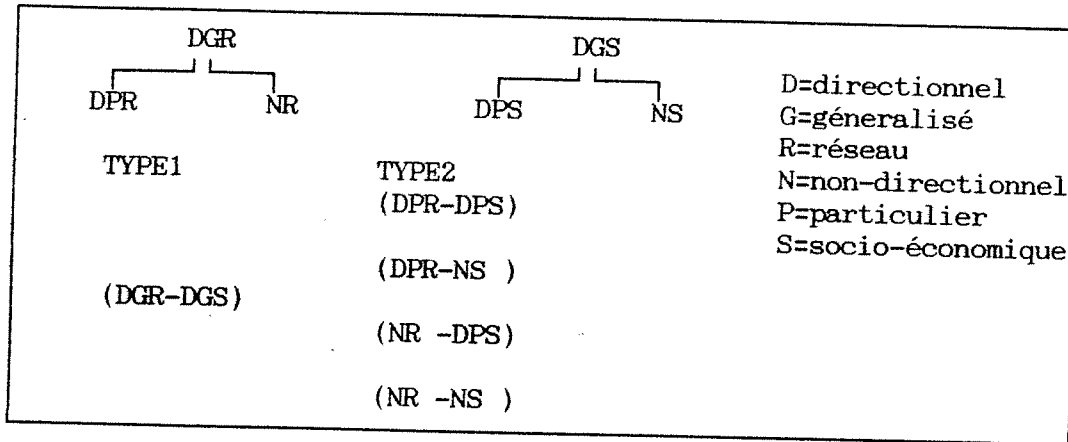 DGR DGS
DPR NR DPS NS
TYPE1 TYPE2
(DPR-DPS)
(DPR-NS )
(DGR-DGS)
(NR -DPS)
(NR -NS )
D=directionnel
G=géneralisé
R=réseau
N=non-directionnel
P=particulier
S=socio-économique